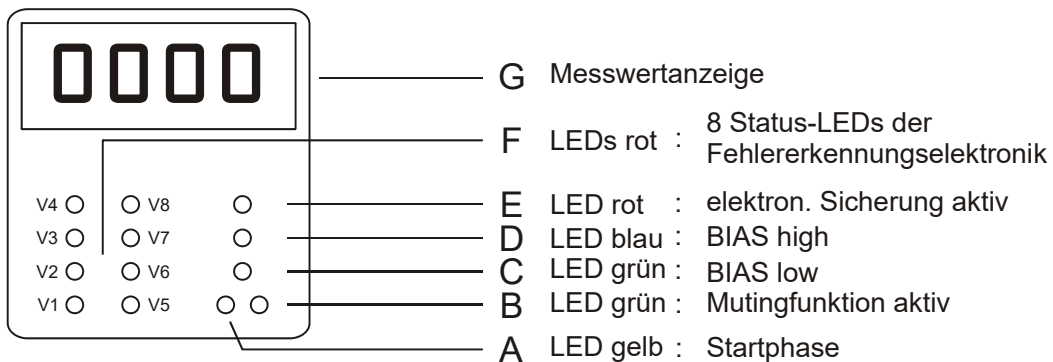 0000
G Messwertanzeige
F LEDs rot : 8 Status-LEDs der
Fehlererkennungselektronik
V4 V8 E LED rot : elektron. Sicherung aktiv
V3 V7 D LED blau : BIAS high
V2 V6 C LED grün : BIAS low
V1 V5 B LED grün : Mutingfunktion aktiv
A LED gelb : Startphase